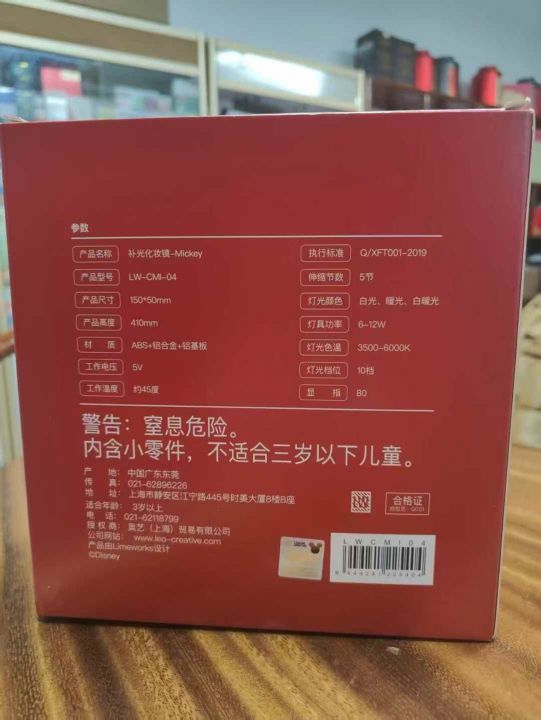 参数
产品名称 补光化妆镜-Mickey
产品型号 LW-CMI-04
产品尺寸 150*50mm
产品高度 410mm
材 质 ABS+铝合金+铝基板
工作电压 5V
工作温度 约45度
执行标准 Q/XFT001-2019
伸缩节数 5节
灯光颜色 白光、暖光、白暖光
灯具功率 6-12W
灯光色温 3500-6000K
灯光档位 10档
显 指 80
警告：窒息危险。
内含小零件，不适合三岁以下儿童。
产 地：中国广东东莞
传 真：021-62896226
地 址：上海市静安区江宁路445号时美大厦8楼B座
适合年龄：3岁以上
电 话：021-62118799
授权商：奥艺（上海）贸易有限公司
公司网站：www.leo-creative.com
产品由Limeworks设计
©Disney
合格证
检验员：QC01
LWCMI04